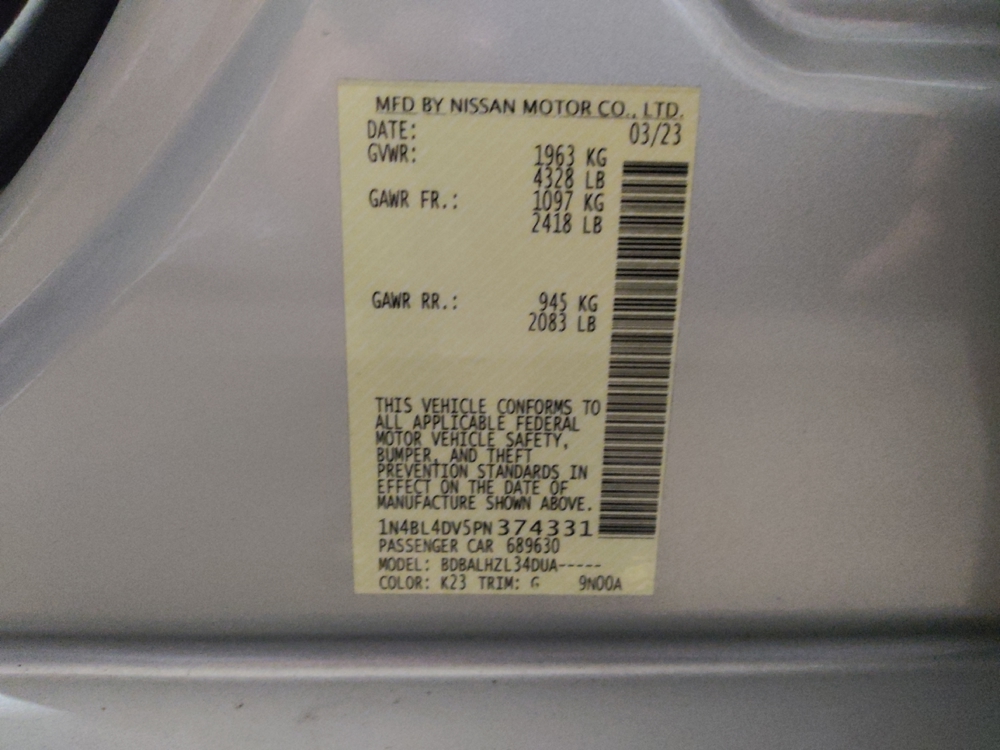 MFD BY NISSAN MOTOR CO., LTD.
DATE: 03/23
GVWR: 1963 KG
4328 LB
GAWR FR.: 1097 KG
2418 LB
GAWR RR.: 945 KG
2083 LB
THIS VEHICLE CONFORMS TO
ALL APPLICABLE FEDERAL
MOTOR VEHICLE SAFETY,
BUMPER, AND THEFT
PREVENTION STANDARDS IN
EFFECT ON THE DATE OF
MANUFACTURE SHOWN ABOVE.
1N4BL4DV5PN374331
PASSENGER CAR 689630
MODEL: BDBALHZL34DUA-----
COLOR: K23 TRIM: G 9N00A